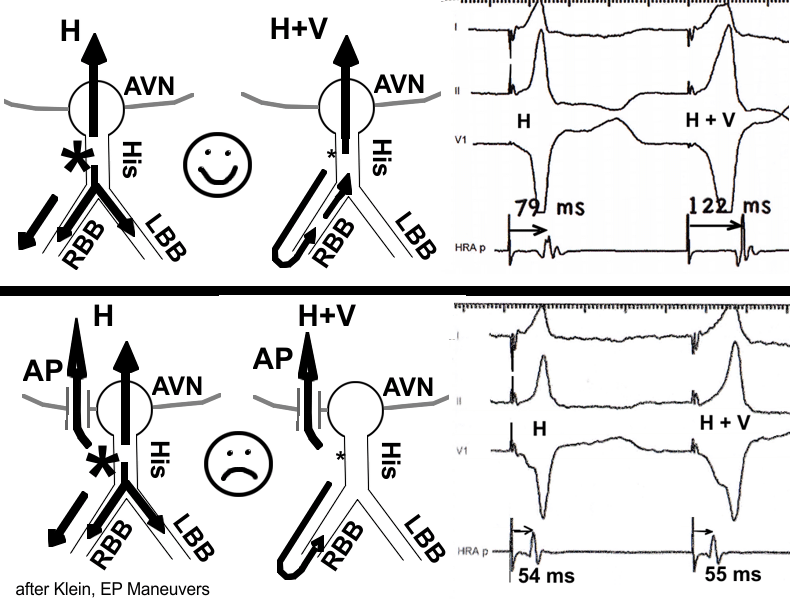 H
H+V
AVN
AVN
*
His
*
His
RBB
LBB
RBB
LBB
I
II
V1
H
H + V
79 ms
122 ms
HRA p
H
H+V
AP
AVN
AP
AVN
*
His
*
His
RBB
LBB
RBB
LBB
I
II
V1
H
H + V
HRA p
54 ms
55 ms
after Klein, EP Maneuvers